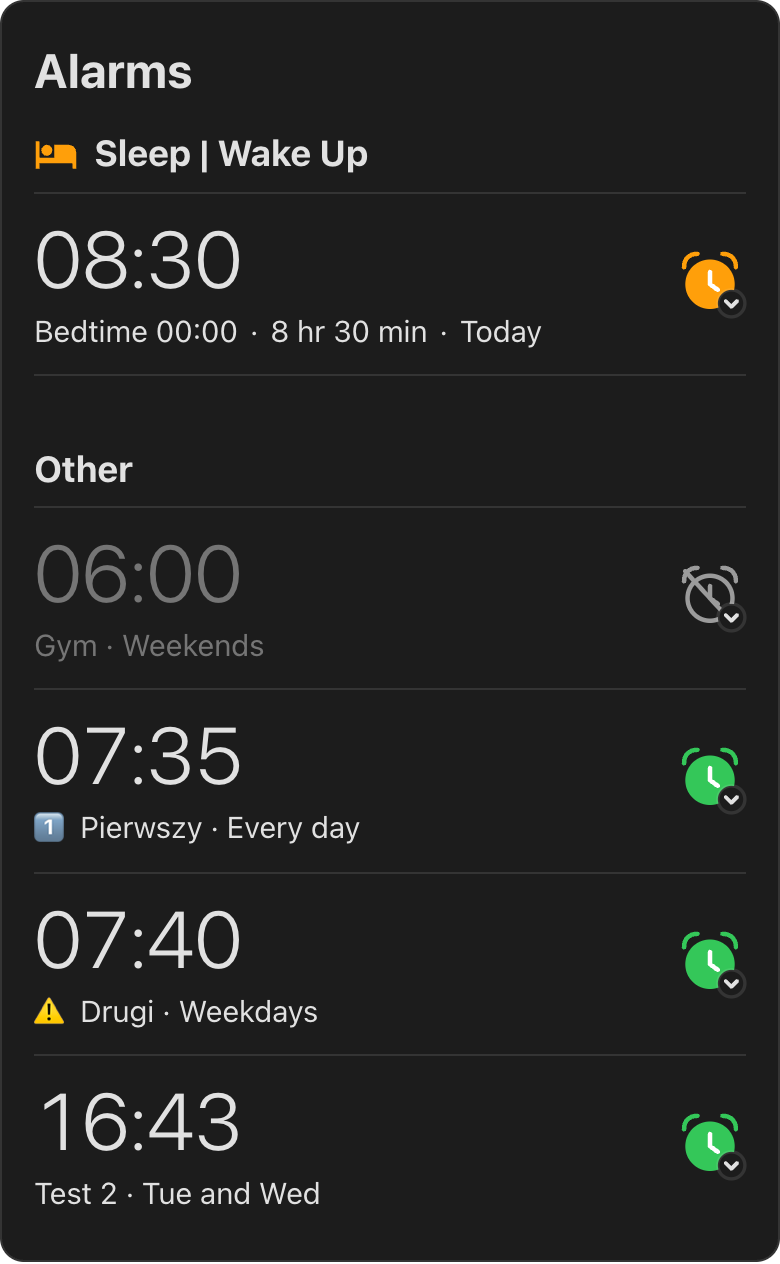 Alarms
Sleep | Wake Up
08:30
Bedtime 00:00 · 8 hr 30 min · Today
Other
06:00
Gym · Weekends
07:35
1️⃣ Pierwszy · Every day
07:40
⚠️ Drugi · Weekdays
16:43
Test 2 · Tue and Wed